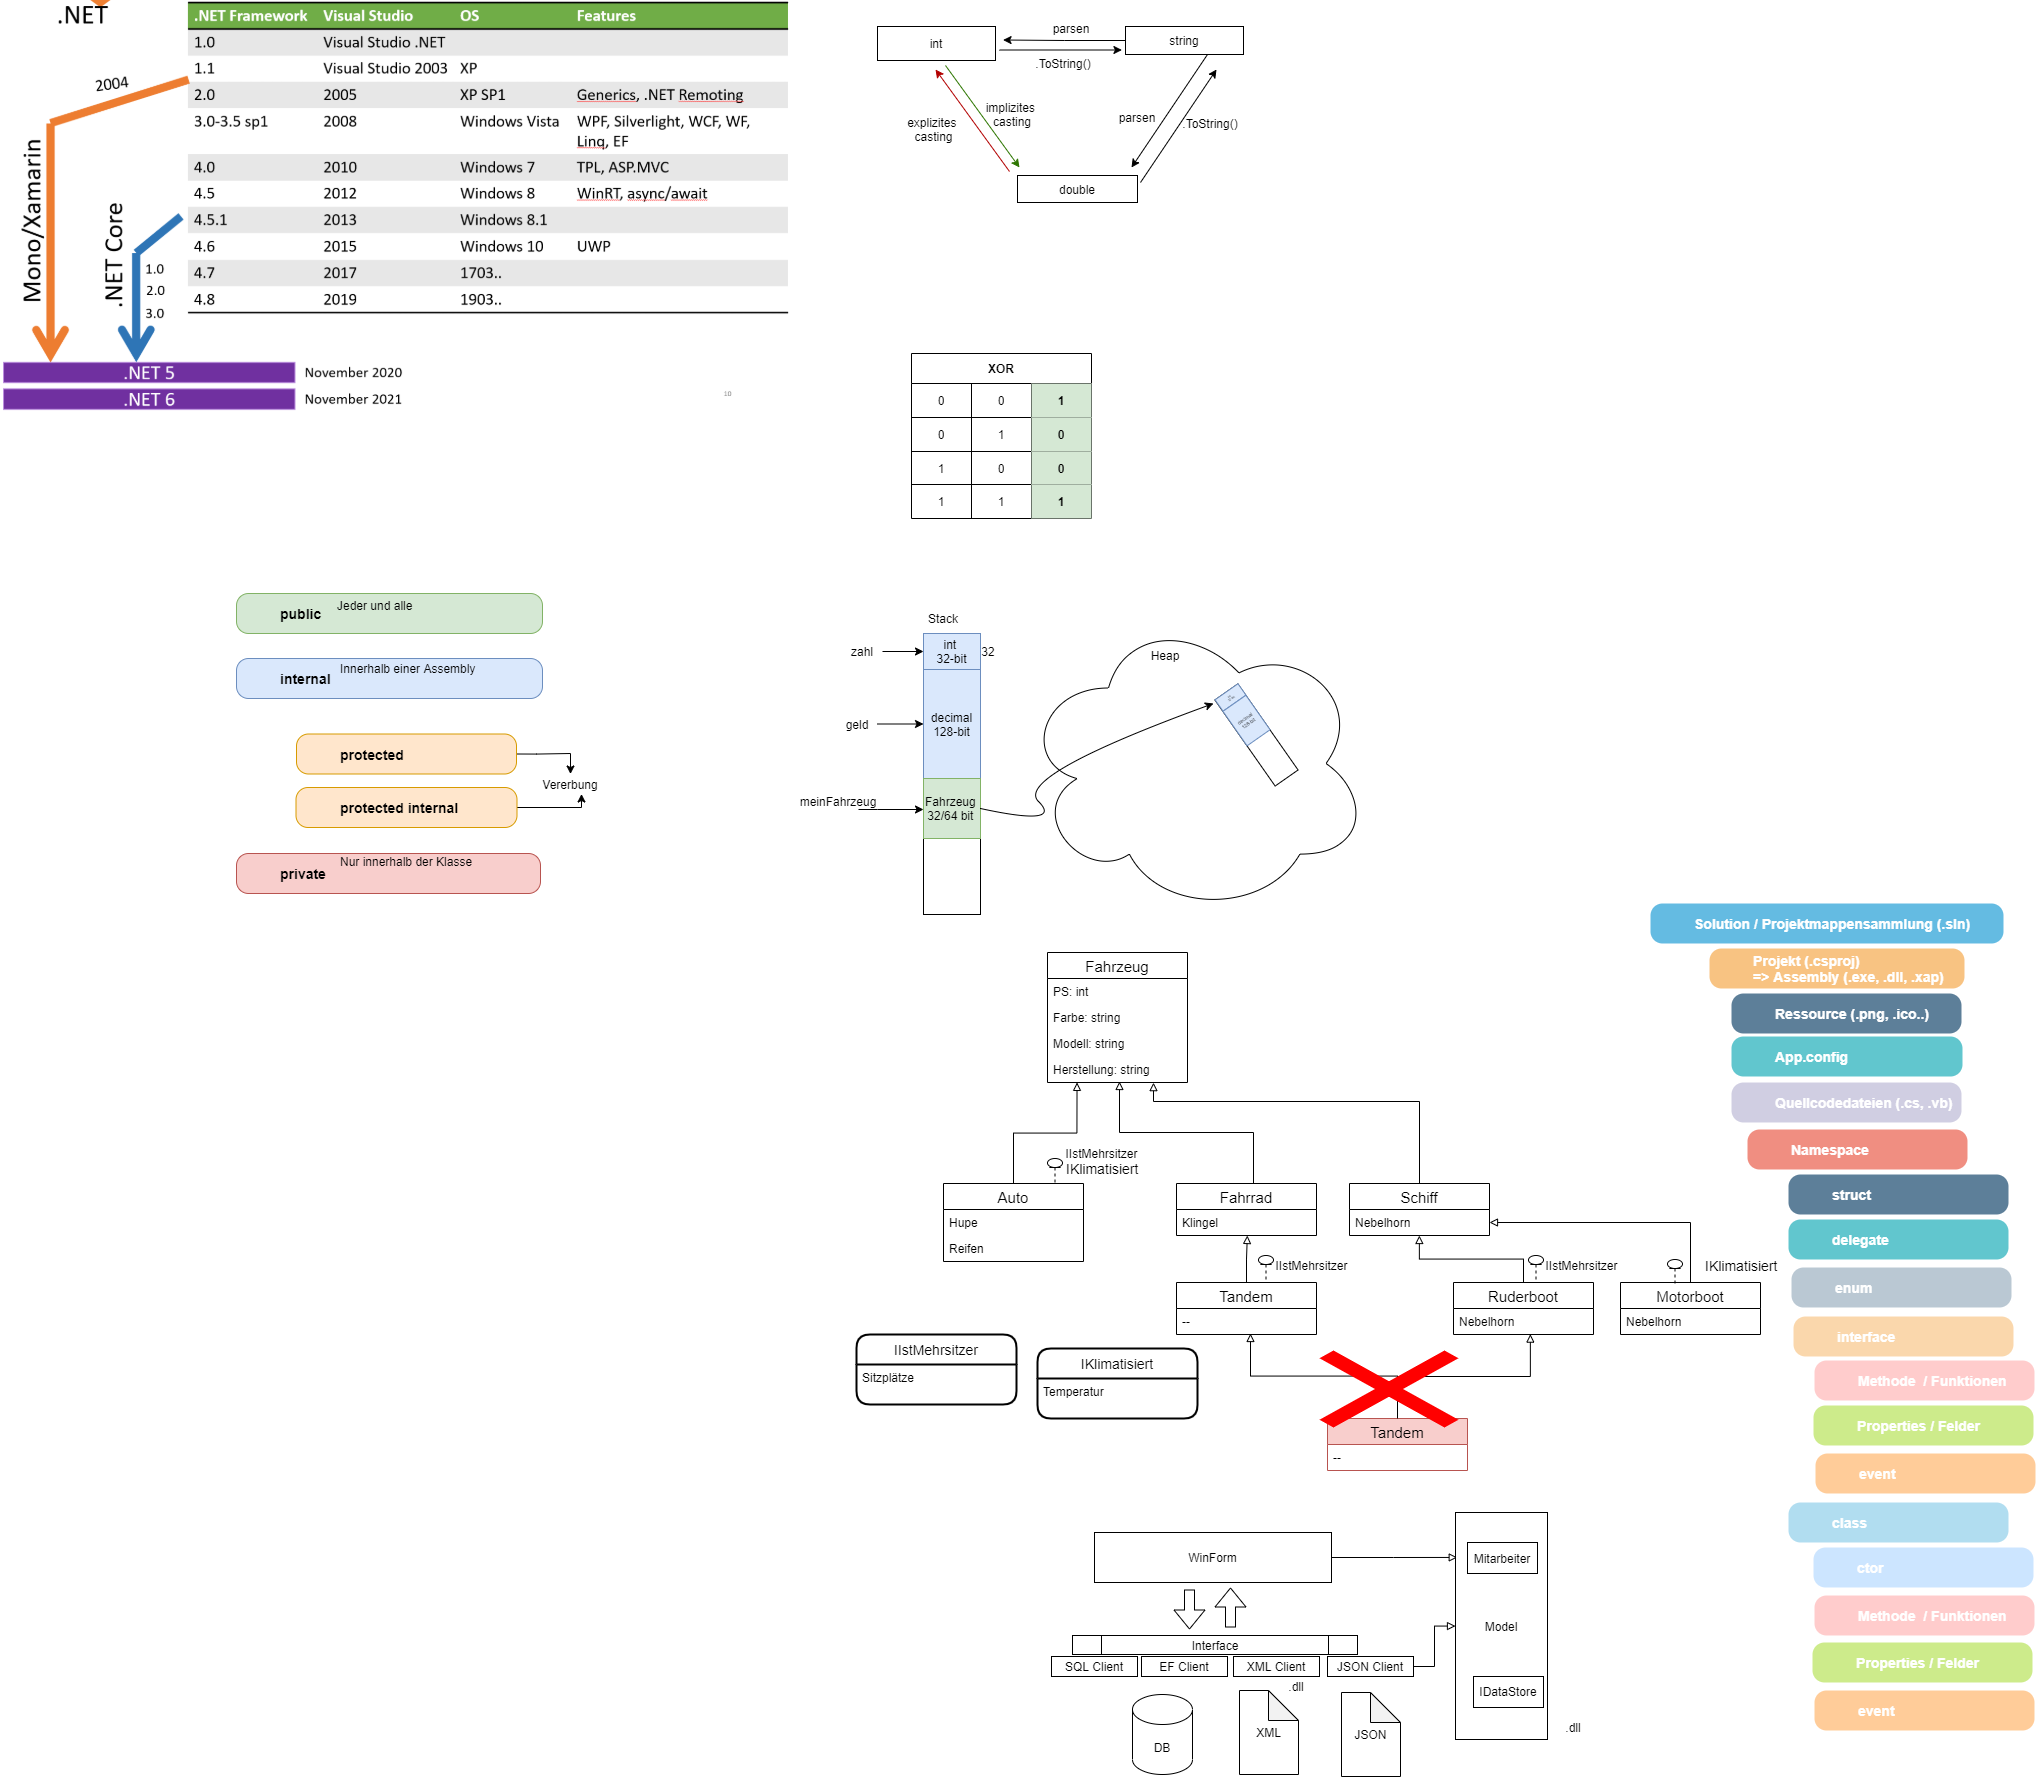 .NET
.NET Framework Visual Studio OS Features
1.0 Visual Studio .NET
1.1 Visual Studio 2003 XP
2.0 2005 XP SP1 Generics, .NET Remoting
3.0-3.5 sp1 2008 Windows Vista WPF, Silverlight, WCF, WF,
Linq, EF
4.0 2010 Windows 7 TPL, ASP.MVC
4.5 2012 Windows 8 WinRT, async/await
4.5.1 2013 Windows 8.1
4.6 2015 Windows 10 UWP
4.7 2017 1703..
4.8 2019 1903..
2004
Mono/Xamarin
.NET Core
1.0
2.0
3.0
.NET 5 November 2020
.NET 6 November 2021
10
int
parsen
string
.ToString()
implizites
casting
explizites
casting
parsen
.ToString()
double
XOR
0 0 1
0 1 0
1 0 0
1 1 1
public Jeder und alle
internal Innerhalb einer Assembly
protected
Vererbung
protected internal
private Nur innerhalb der Klasse
Stack
zahl
int
32-bit
32
geld
decimal
128-bit
meinFahrzeug
Fahrzeug
32/64 bit
Heap
decimal
128-bit
Fahrzeug
PS: int
Farbe: string
Modell: string
Herstellung: string
IIstMehrsitzer
IKlimatisiert
Auto
Hupe
Reifen
Fahrrad
Klingel
Schiff
Nebelhorn
IIstMehrsitzer
Tandem
--
IIstMehrsitzer
Ruderboot
Nebelhorn
IKlimatisiert
Motorboot
Nebelhorn
IIstMehrsitzer
Sitzplätze
IKlimatisiert
Temperatur
Tandem
--
WinForm
Interface
SQL Client
EF Client
XML Client
JSON Client
.dll
DB
XML
JSON
Mitarbeiter
Model
IDataStore
.dll
Solution / Projektmappensammlung (.sln)
Projekt (.csproj)
=> Assembly (.exe, .dll, .xap)
Ressource (.png, .ico..)
App.config
Quellcodedateien (.cs, .vb)
Namespace
struct
delegate
enum
interface
Methode / Funktionen
Properties / Felder
event
class
ctor
Methode / Funktionen
Properties / Felder
event